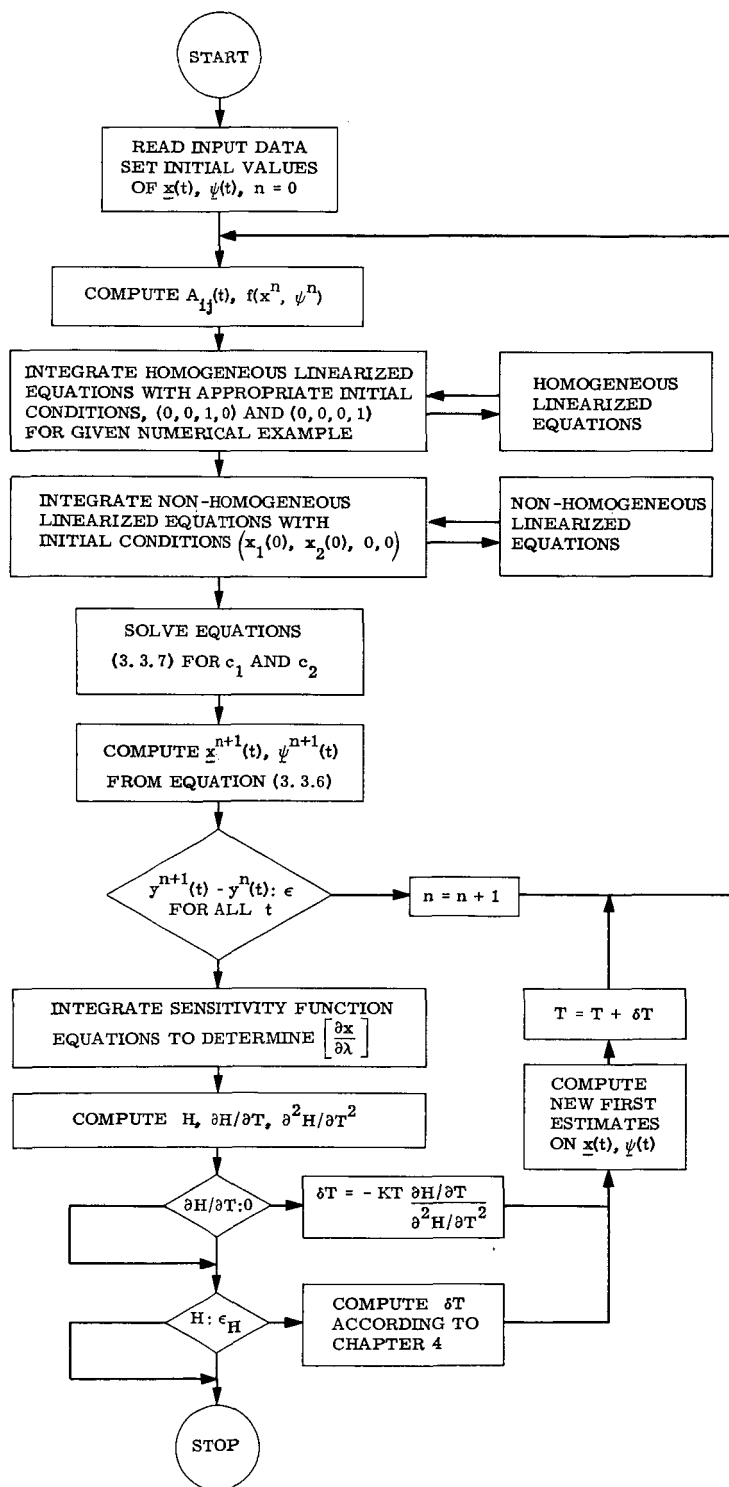 START
READ INPUT DATA
SET INITIAL VALUES
OF x(t), ψ(t), n = 0
COMPUTE A_ij(t), f(x^n, ψ^n)
INTEGRATE HOMOGENEOUS LINEARIZED
EQUATIONS WITH APPROPRIATE INITIAL
CONDITIONS, (0, 0, 1, 0) AND (0, 0, 0, 1)
FOR GIVEN NUMERICAL EXAMPLE
HOMOGENEOUS
LINEARIZED
EQUATIONS
INTEGRATE NON-HOMOGENEOUS
LINEARIZED EQUATIONS WITH
INITIAL CONDITIONS (x_1(0), x_2(0), 0, 0)
NON-HOMOGENEOUS
LINEARIZED
EQUATIONS
SOLVE EQUATIONS
(3.3.7) FOR c_1 AND c_2
COMPUTE x^{n+1}(t), ψ^{n+1}(t)
FROM EQUATION (3.3.6)
y^{n+1}(t) - y^n(t): ϵ
FOR ALL t
n = n + 1
INTEGRATE SENSITIVITY FUNCTION
EQUATIONS TO DETERMINE [∂x/∂λ]
T = T + δT
COMPUTE H, ∂H/∂T, ∂²H/∂T²
COMPUTE
NEW FIRST
ESTIMATES
ON x(t), ψ(t)
∂H/∂T:0
δT = - KT ∂H/∂T
∂²H/∂T²
H: ϵ_H
COMPUTE δT
ACCORDING TO
CHAPTER 4
STOP